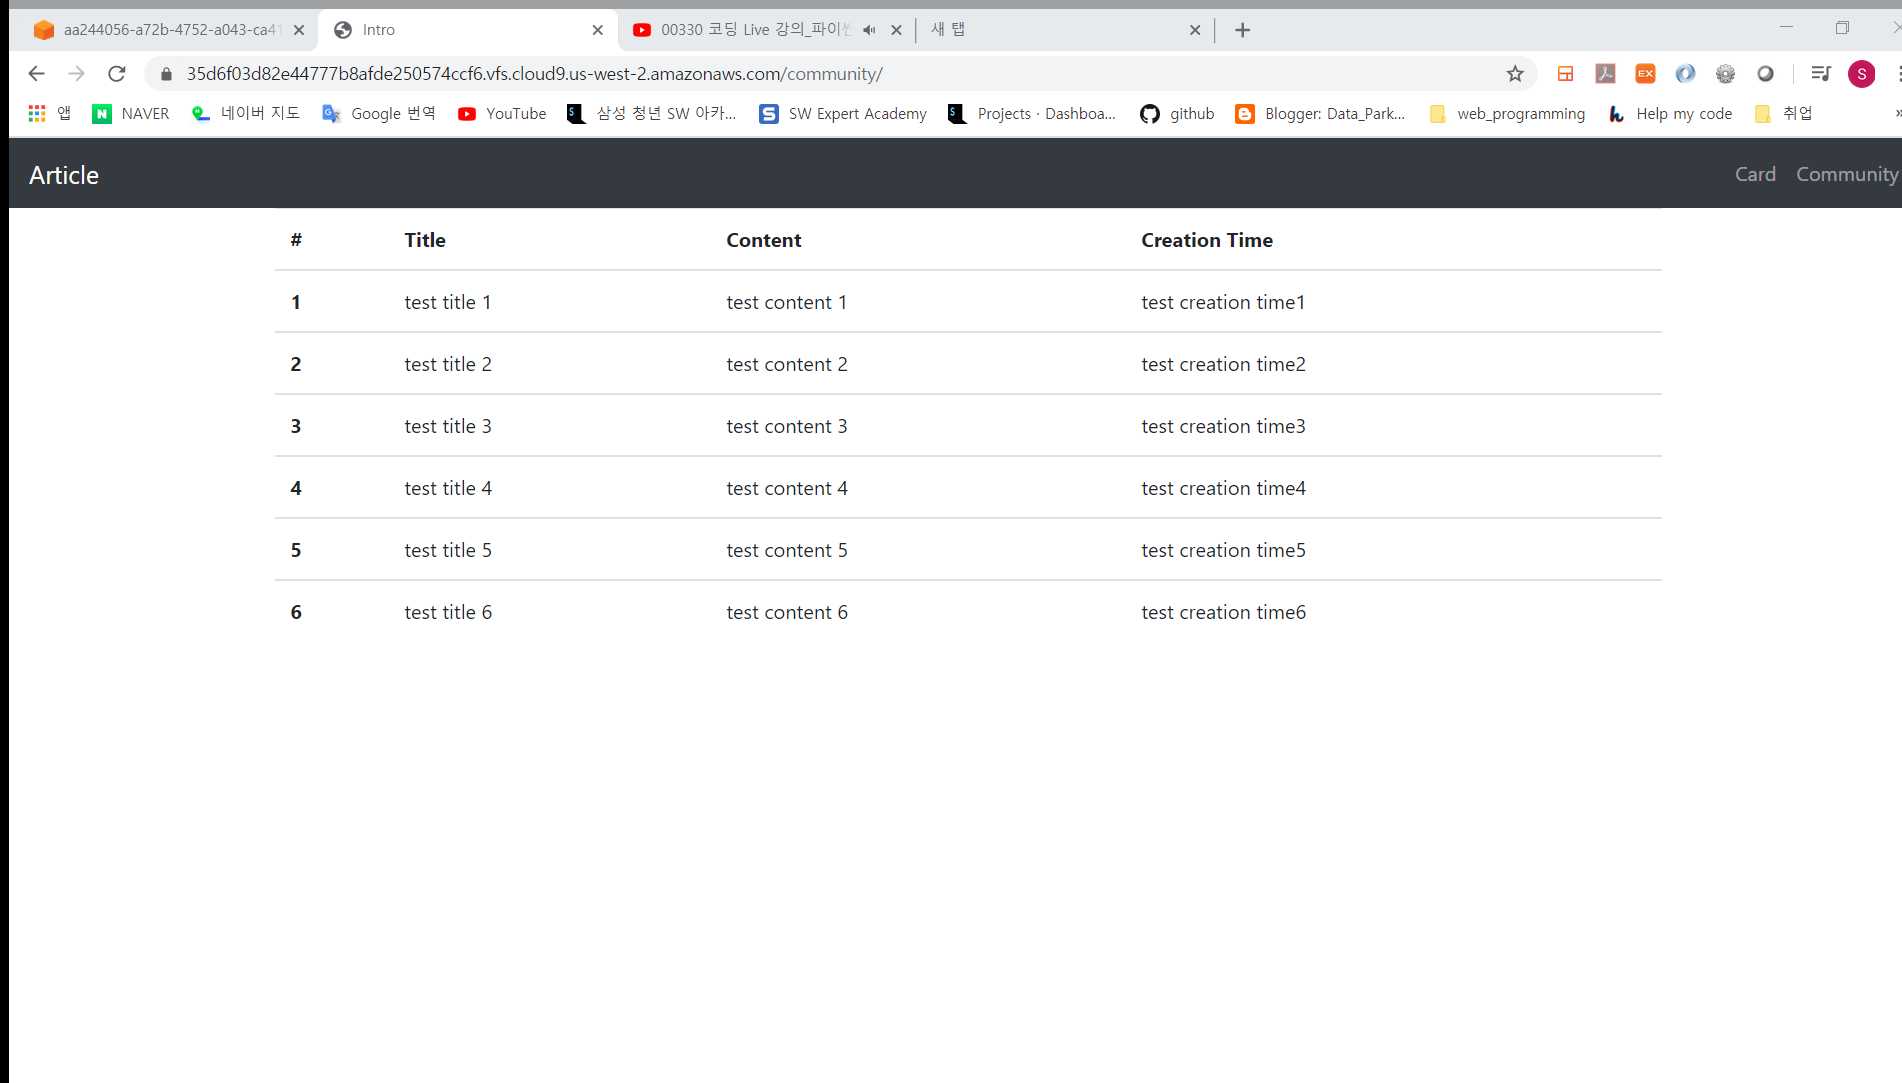 aa244056-a72b-4752-a043-ca41 Intro 00330 코딩 Live 강의_파이썬 새 탭
35d6f03d82e44777b8afde250574ccf6.vfs.cloud9.us-west-2.amazonaws.com/community/ EX S
앱 N NAVER 네이버 지도 Google 번역 YouTube 삼성 청년 SW 아카... S SW Expert Academy Projects · Dashboa... github Blogger: Data_Park... web_programming h Help my code 취업 »
Article Card Community
# Title Content Creation Time
1 test title 1 test content 1 test creation time1
2 test title 2 test content 2 test creation time2
3 test title 3 test content 3 test creation time3
4 test title 4 test content 4 test creation time4
5 test title 5 test content 5 test creation time5
6 test title 6 test content 6 test creation time6